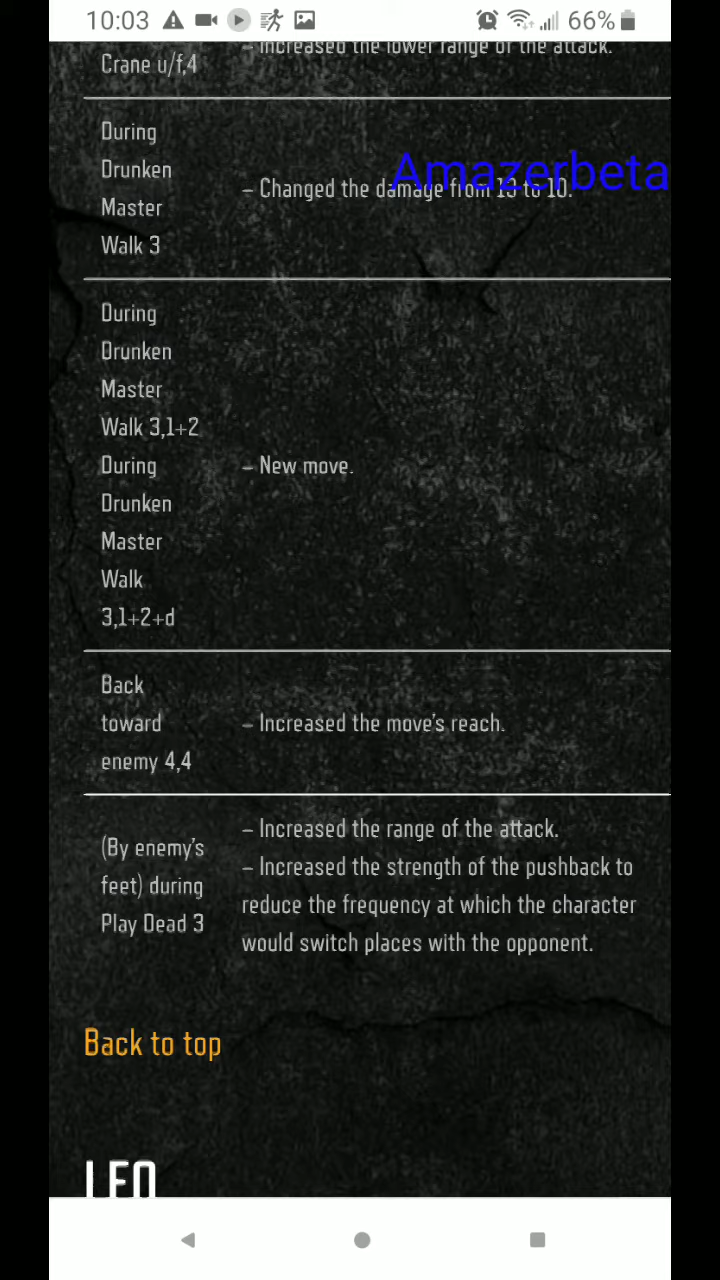 10:03
66%
Crane u/f,4
– Increased the lower range of the attack.
During
Drunken
Master
Walk 3
– Changed the damage from to 10.
Amazerbeta
During
Drunken
Master
Walk 3,1+2
During
Drunken
Master
Walk
3,1+2+d
– New move.
Back
toward
enemy 4,4
– Increased the move's reach.
(By enemy's
feet) during
Play Dead 3
– Increased the range of the attack.
– Increased the strength of the pushback to
reduce the frequency at which the character
would switch places with the opponent.
Back to top
LEO